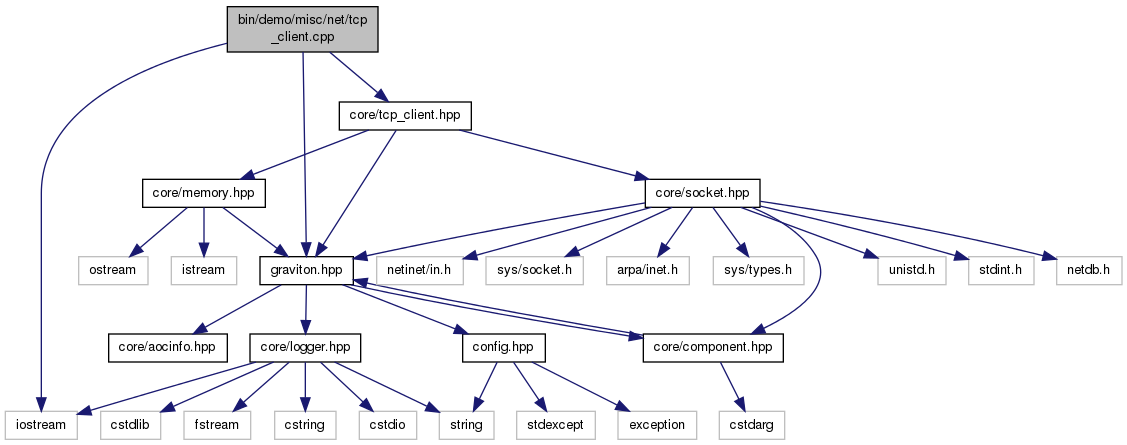 bin/demo/misc/net/tcp
_client.cpp
core/tcp_client.hpp
core/memory.hpp
core/socket.hpp
ostream
istream
graviton.hpp
netinet/in.h
sys/socket.h
arpa/inet.h
sys/types.h
unistd.h
stdint.h
netdb.h
core/aocinfo.hpp
core/logger.hpp
config.hpp
core/component.hpp
iostream
cstdlib
fstream
cstring
cstdio
string
stdexcept
exception
cstdarg